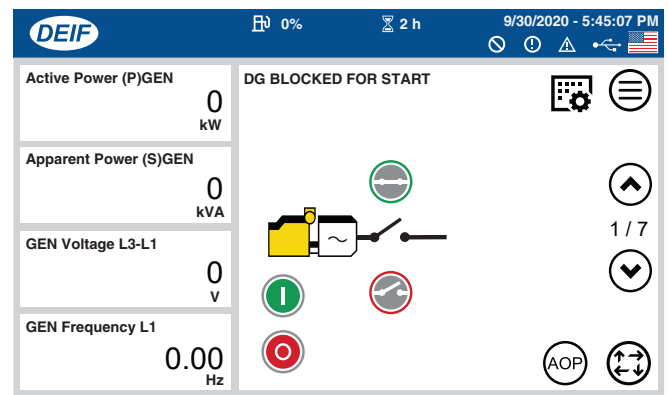 DEIF
0%
2 h
9/30/2020 - 5:45:07 PM
Active Power (P)GEN
0
kW
Apparent Power (S)GEN
0
kVA
GEN Voltage L3-L1
0
V
GEN Frequency L1
0.00
Hz
DG BLOCKED FOR START
1 / 7
AOP